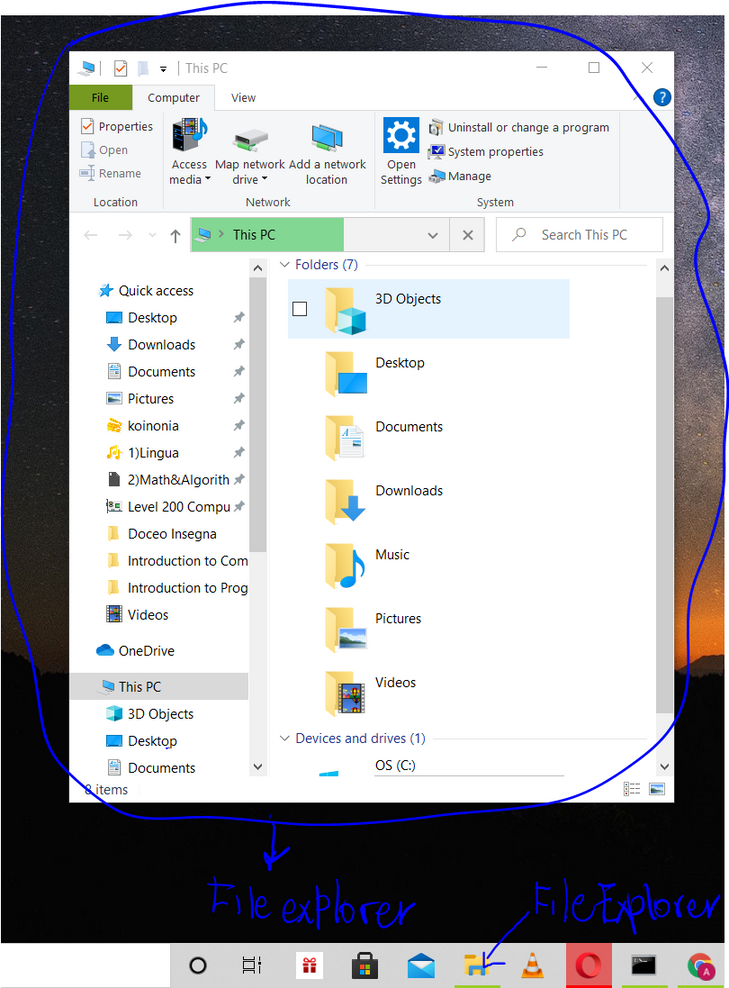 This PC
File Computer View
?
Properties
Open
Rename
Location
Access media
Map network drive
Add a network location
Network
Open Settings
Uninstall or change a program
System properties
Manage
System
This PC
Search This PC
Quick access
Desktop
Downloads
Documents
Pictures
koinonia
1)Lingua
2)Math&Algorith
Level 200 Compu
Doceo Insegna
Introduction to Com
Introduction to Prog
Videos
OneDrive
This PC
3D Objects
Desktop
Documents
Folders (7)
3D Objects
Desktop
Documents
Downloads
Music
Pictures
Videos
Devices and drives (1)
OS (C:)
8 items
File explorer
File Explorer
A